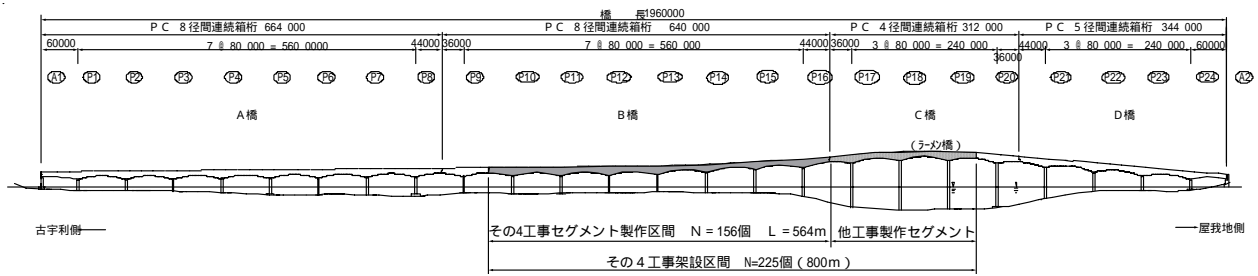 橋 長1960000
ＰＣ ８径間連続箱桁 664 000 ＰＣ ８径間連続箱桁 640 000 ＰＣ ４径間連続箱桁 312 000 ＰＣ ５径間連続箱桁 344 000
60000 7 @ 80 000 = 560 0000 44000 36000 7 @ 80 000 = 560 000 44000 36000 3 @ 80 000 = 240 000 36000 44000 3 @ 80 000 = 240 000 60000
A1 P1 P2 P3 P4 P5 P6 P7 P8 P9 P10 P11 P12 P13 P14 P15 P16 P17 P18 P19 P20 P21 P22 P23 P24 A2
Ａ橋 Ｂ橋 Ｃ橋 Ｄ橋
(ラーメン橋)
古宇利側 その4工事セグメント製作区間 Ｎ＝156個 Ｌ＝564m 他工事製作セグメント 屋我地側
その４工事架設区間 N=225個（800ｍ）